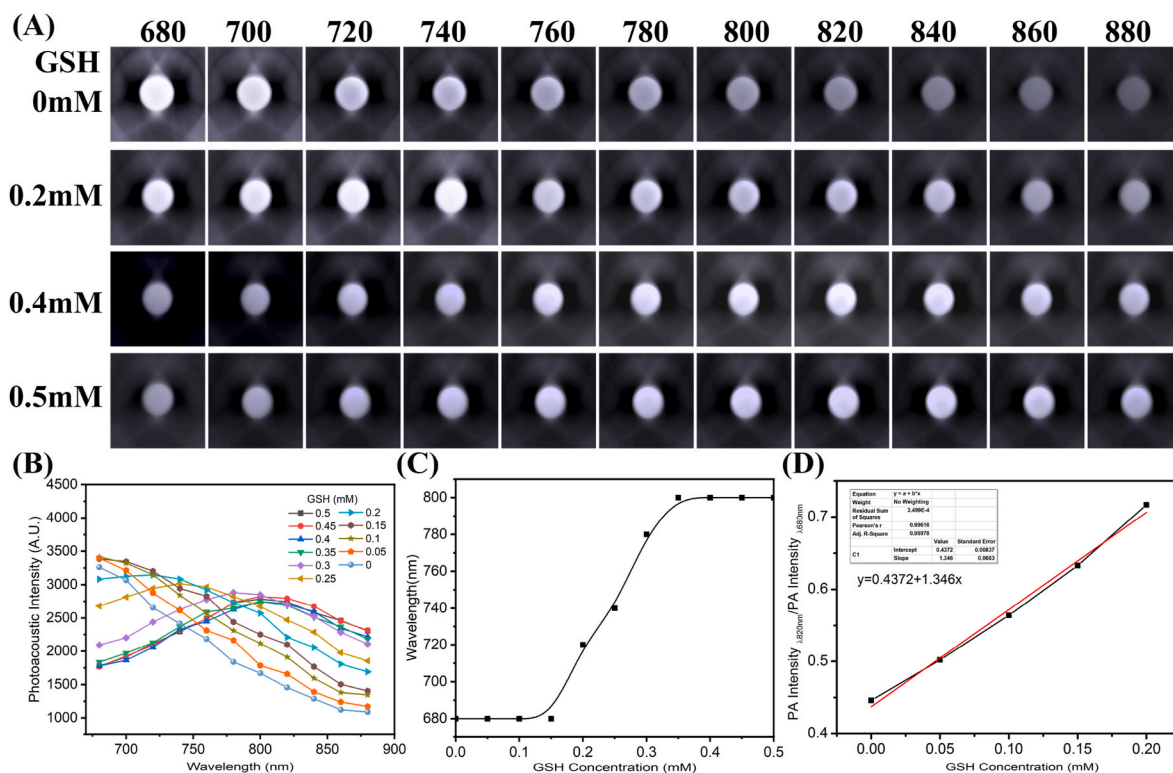 (A)
680 700 720 740 760 780 800 820 840 860 880
GSH
0mM
0.2mM
0.4mM
0.5mM
(B)
4500
4000
3500
3000
2500
2000
1500
1000
Photoacoustic Intensity (A.U.)
GSH (mM)
0.5 0.2
0.45 0.15
0.4 0.1
0.35 0.05
0.3 0
0.25
700 750 800 850 900
Wavelength (nm)
(C)
800
780
760
740
720
700
680
Wavelength(nm)
0.0 0.1 0.2 0.3 0.4 0.5
GSH Concentration (mM)
(D)
0.7
0.6
0.5
0.4
PA Intensity λ820nm/PA Intensity λ680nm
Equation y = a + b*x
Weight No Weighting
Residual Sum of Squares 3.499E-4
Pearson's r 0.99616
Adj. R-Square 0.98978
Value Standard Error
C1 Intercept 0.4372 0.00837
Slope 1.346 0.0683
y=0.4372+1.346x
0.00 0.05 0.10 0.15 0.20
GSH Concentration (mM)